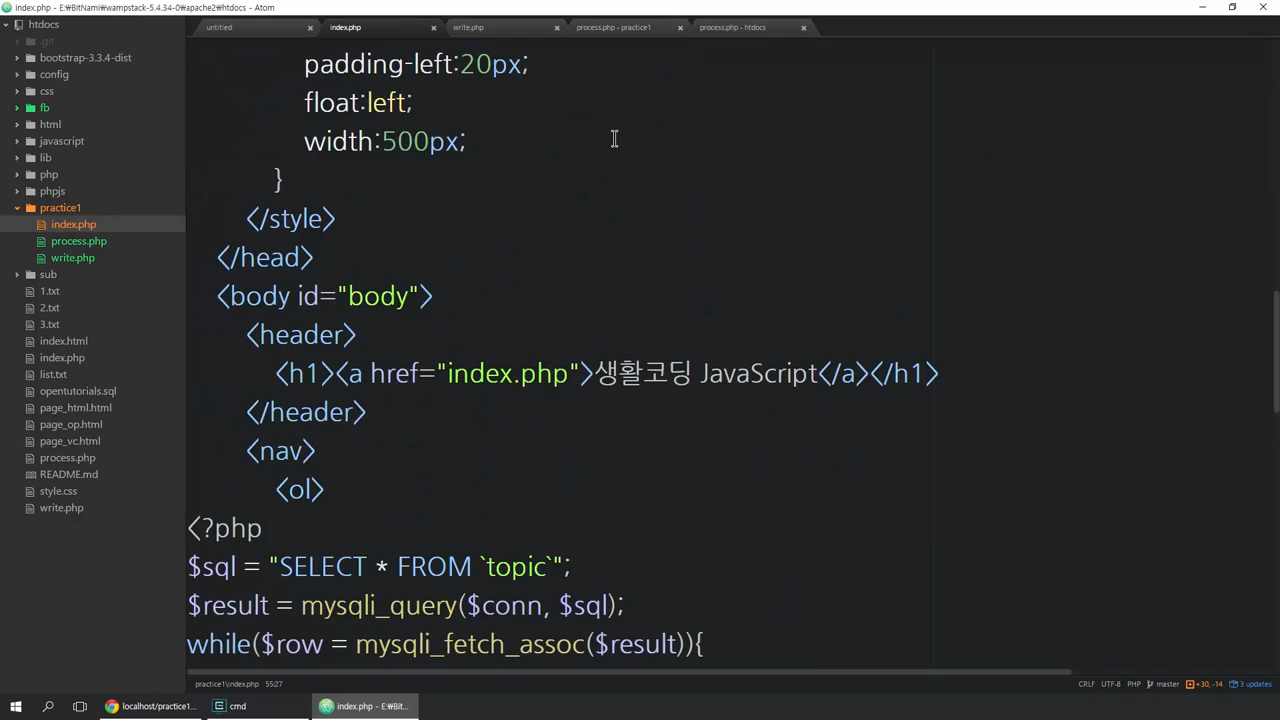 index.php - E:₩BitNami₩wampstack-5.4.34-0₩apache2₩htdocs - Atom
htdocs
untitled
index.php
write.php
process.php - practice1
process.php - htdocs
.git
bootstrap-3.3.4-dist
config
css
fb
html
javascript
lib
php
phpjs
practice1
index.php
process.php
write.php
sub
1.txt
2.txt
3.txt
index.html
index.php
list.txt
opentutorials.sql
page_html.html
page_op.html
page_vc.html
process.php
README.md
style.css
write.php
padding-left:20px;
float:left;
width:500px;
}
</style>
</head>
<body id="body">
<header>
<h1><a href="index.php">생활코딩 JavaScript</a></h1>
</header>
<nav>
<ol>
<?php
$sql = "SELECT * FROM `topic`";
$result = mysqli_query($conn, $sql);
while($row = mysqli_fetch_assoc($result)){
practice1\index.php 55:27
CRLF UTF-8 PHP master +30, -14 3 updates
localhost/practice1...
cmd
index.php - E:₩Bit...